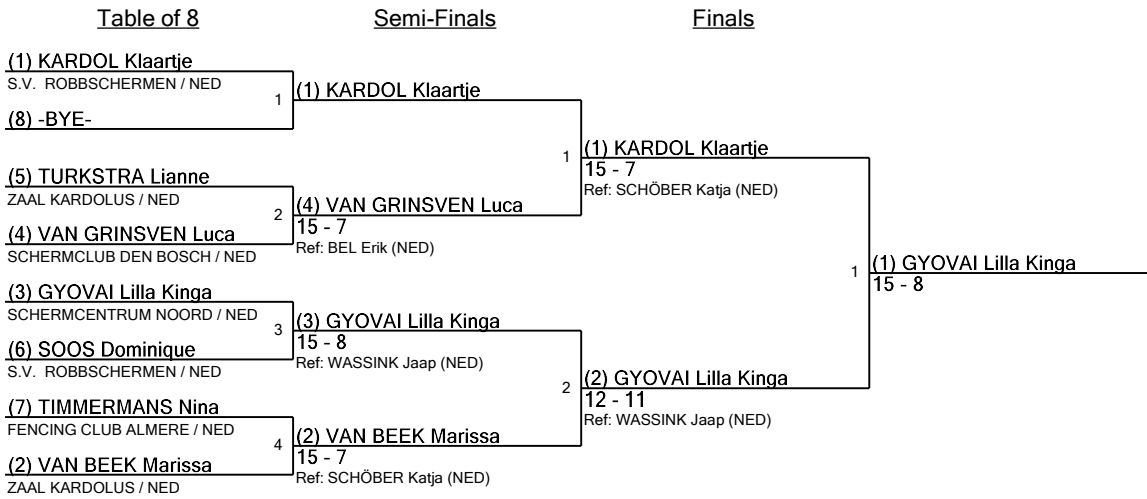 Table of 8
Semi-Finals
Finals
(1) KARDOL Klaartje
S.V. ROBBSCHERMEN / NED
1
(8) -BYE-
(5) TURKSTRA Lianne
ZAAL KARDOLUS / NED
2
(4) VAN GRINSVEN Luca
SCHERMCLUB DEN BOSCH / NED
(3) GYOVAI Lilla Kinga
SCHERMCENTRUM NOORD / NED
3
(6) SOOS Dominique
S.V. ROBBSCHERMEN / NED
(7) TIMMERMANS Nina
FENCING CLUB ALMERE / NED
4
(2) VAN BEEK Marissa
ZAAL KARDOLUS / NED
(1) KARDOL Klaartje
1
(4) VAN GRINSVEN Luca
15 - 7
Ref: BEL Erik (NED)
(3) GYOVAI Lilla Kinga
15 - 8
Ref: WASSINK Jaap (NED)
2
(2) VAN BEEK Marissa
15 - 7
Ref: SCHÖBER Katja (NED)
(1) KARDOL Klaartje
15 - 7
Ref: SCHÖBER Katja (NED)
1
(2) GYOVAI Lilla Kinga
12 - 11
Ref: WASSINK Jaap (NED)
(1) GYOVAI Lilla Kinga
15 - 8